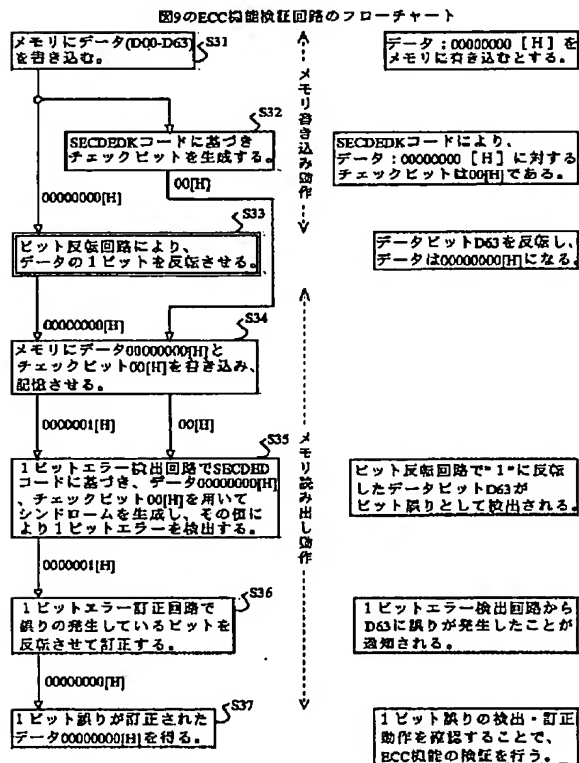 図9のECC機能検証回路のフローチャート
メモリにデータ(D00-D63)
を書き込む。
S31
データ：00000000 [H] を
メモリに書き込むとする。
S32
SECDEDKコードに基づき
チェックビットを生成する。
SECDEDKコードにより、
データ：00000000 [H] に対する
チェックビットは00[H]である。
メモリ書き込み動作
00000000[H]
00[H]
S33
ビット反転回路により、
データの1ビットを反転させる。
データビットD63を反転し、
データは00000000[H]になる。
00000000[H]
S34
メモリにデータ00000000[H]と
チェックビット00[H]を書き込み、
記憶させる。
0000001[H]
00[H]
S35
1ビットエラー検出回路でSECDED
コードに基づき、データ00000000[H]
、チェックビット00[H]を用いて
シンドロームを生成し、その値に
より1ビットエラーを検出する。
ビット反転回路で"1"に反転
したデータビットD63が
ビット誤りとして検出される。
メモリ読み出し動作
0000001[H]
S36
1ビットエラー訂正回路で
誤りの発生しているビットを
反転させて訂正する。
1ビットエラー検出回路から
D63に誤りが発生したことが
通知される。
00000000[H]
S37
1ビット誤りが訂正された
データ00000000[H]を得る。
1ビット誤りの検出・訂正
動作を確認することで、
ECC機能の検証を行う。